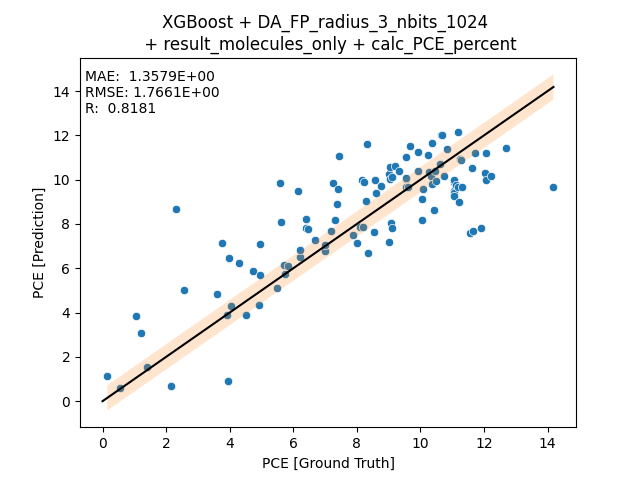 XGBoost + DA_FP_radius_3_nbits_1024
+ result_molecules_only + calc_PCE_percent
MAE: 1.3579E+00
RMSE: 1.7661E+00
R: 0.8181
PCE [Prediction]
14
12
10
8
6
4
2
0
0 2 4 6 8 10 12 14
PCE [Ground Truth]